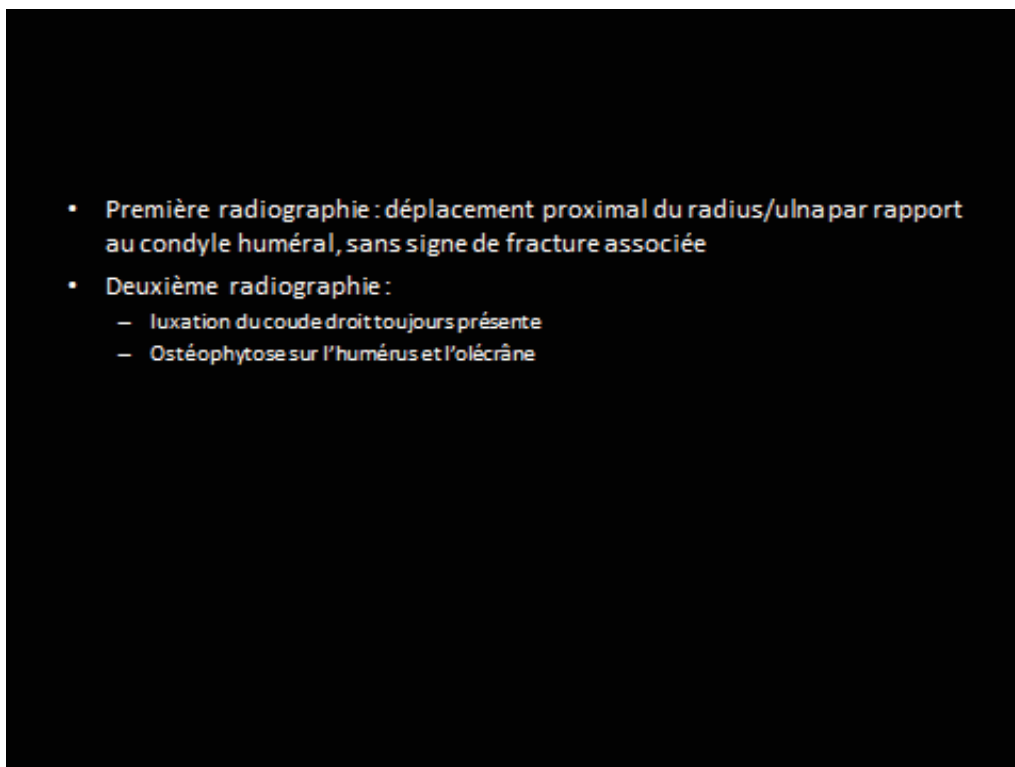 • Première radiographie : déplacement proximal du radius/ulna par rapport
au condyle huméral, sans signe de fracture associée
• Deuxième radiographie :
– luxation du coude droit toujours présente
– Ostéophytose sur l'humérus et l'olécrâne